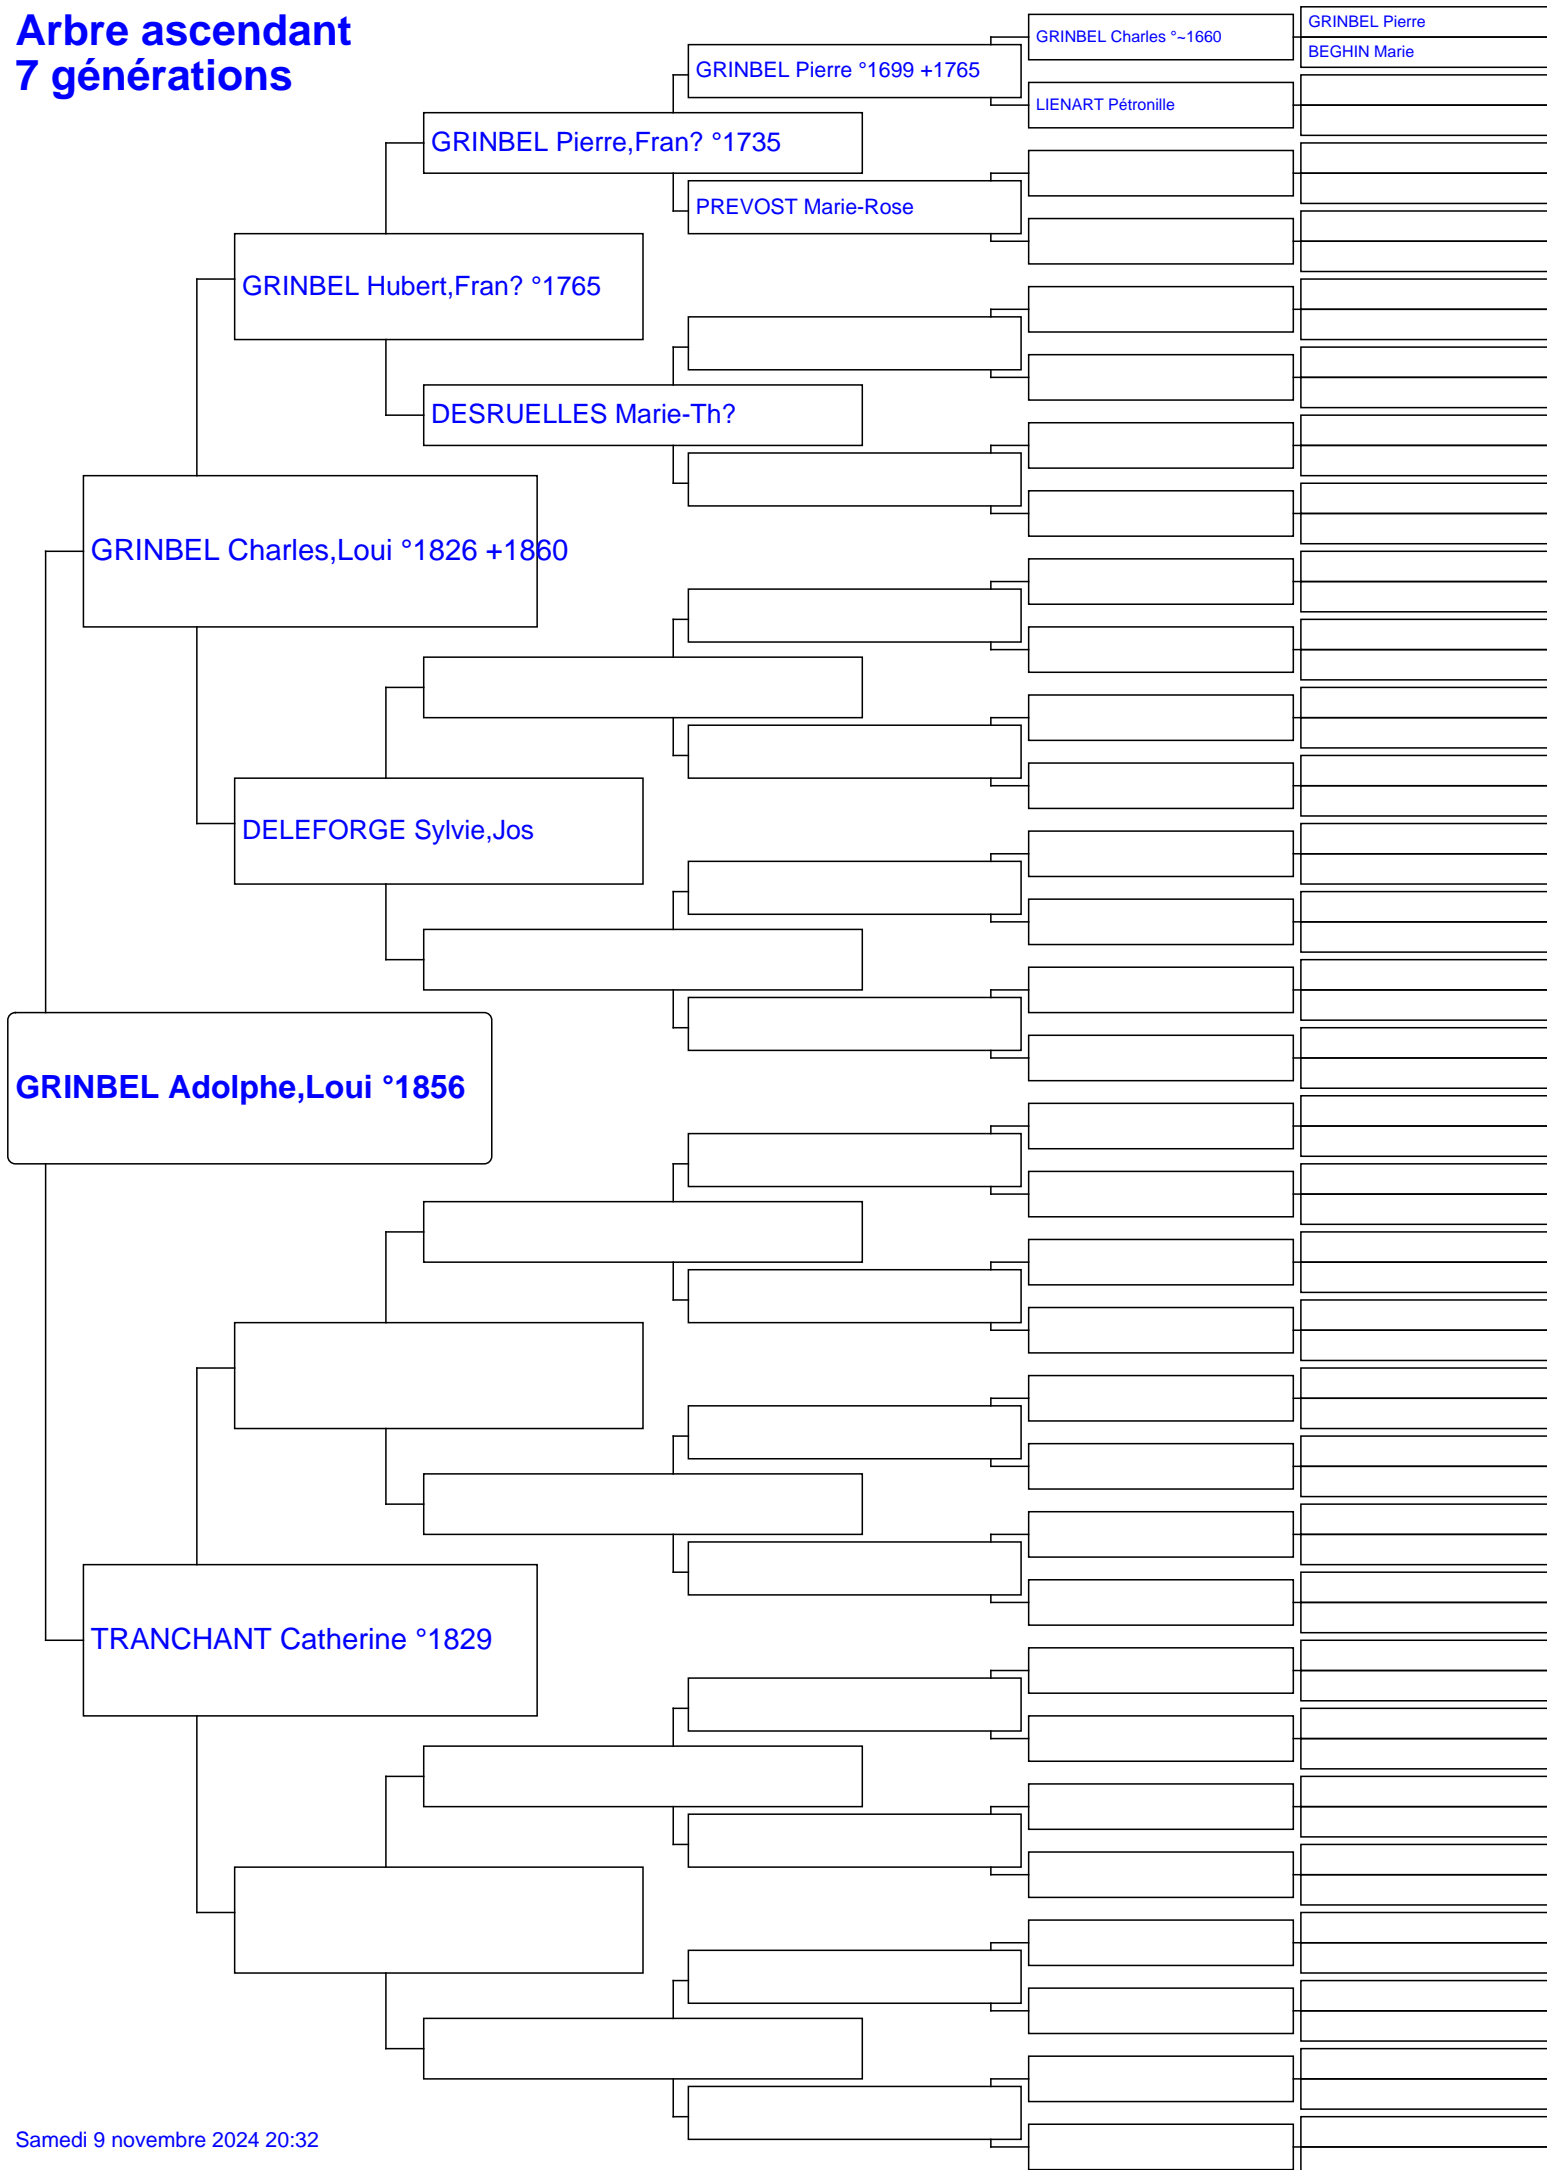 Arbre ascendant
7 générations
GRINBEL Pierre
BEGHIN Marie
GRINBEL Charles °~1660
LIENART Pétronille
GRINBEL Pierre °1699 +1765
PREVOST Marie-Rose
GRINBEL Pierre,Fran? °1735
GRINBEL Hubert,Fran? °1765
DESRUELLES Marie-Th?
GRINBEL Charles,Loui °1826 +1860
DELEFORGE Sylvie,Jos
GRINBEL Adolphe,Loui °1856
TRANCHANT Catherine °1829
Samedi 9 novembre 2024 20:32